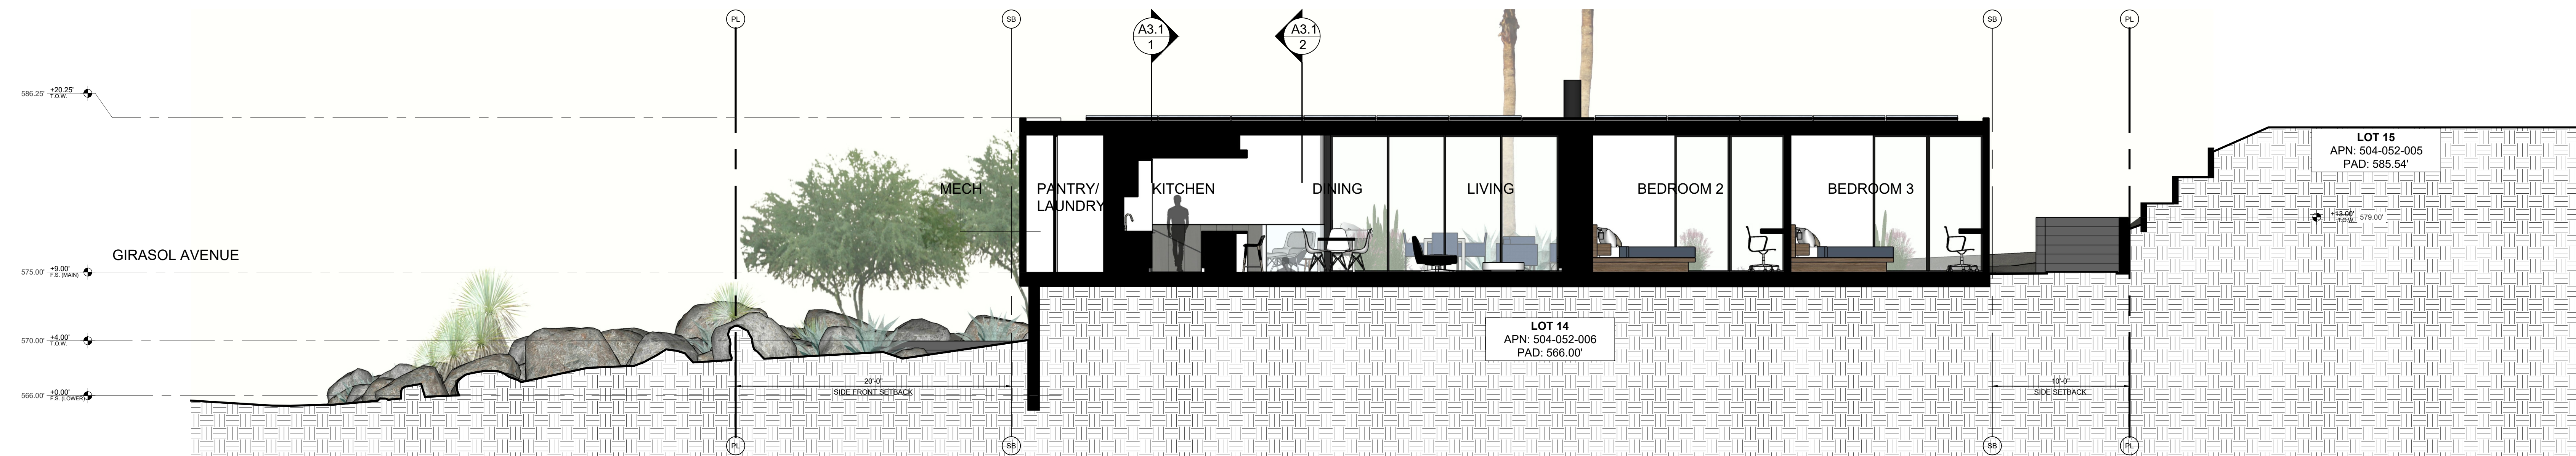 PL
SB
A3.1
1
A3.1
2
SB
PL
586.25'
+20.25'
T.O.W.
LOT 15
APN: 504-052-005
PAD: 585.54'
MECH
PANTRY/
LAUNDRY
KITCHEN
DINING
LIVING
BEDROOM 2
BEDROOM 3
+13.00'
T.O.W.
579.00'
GIRASOL AVENUE
575.00'
+9.00'
F.S. (MAIN)
570.00'
+4.00'
T.O.W.
LOT 14
APN: 504-052-006
PAD: 566.00'
566.00'
+0.00'
F.S. (LOWER)
20'-0"
SIDE FRONT SETBACK
10'-0"
SIDE SETBACK
PL
SB
SB
PL